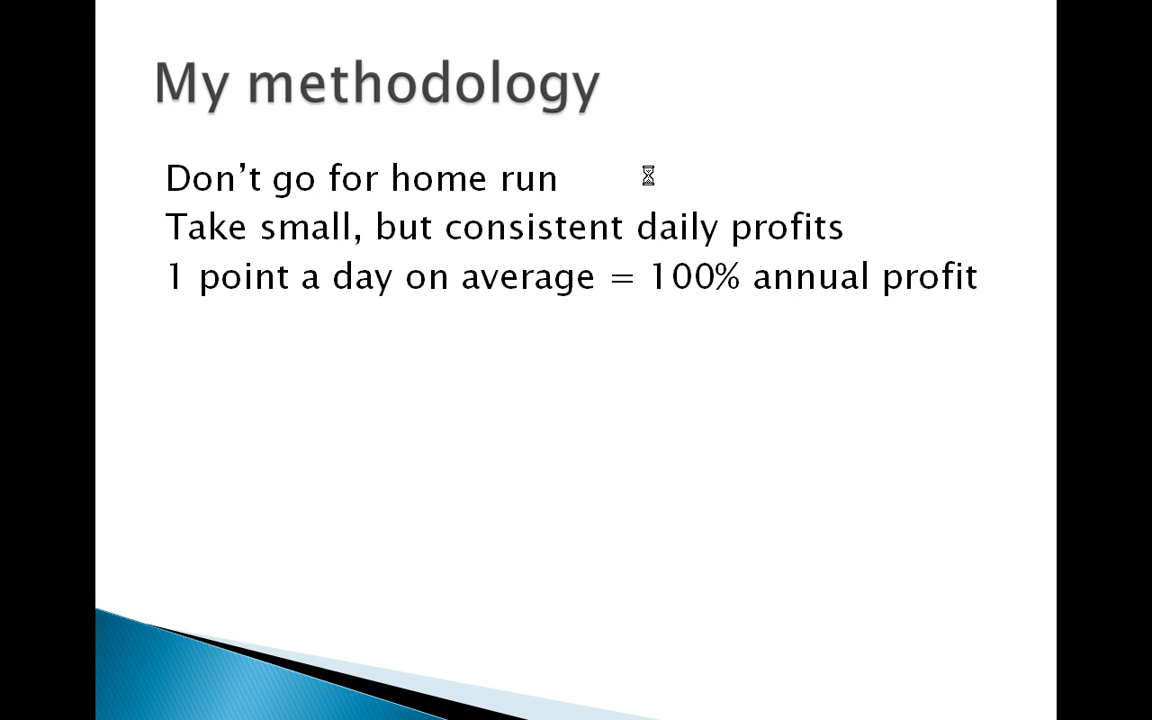 My methodology
Don’t go for home run
Take small, but consistent daily profits
1 point a day on average = 100% annual profit